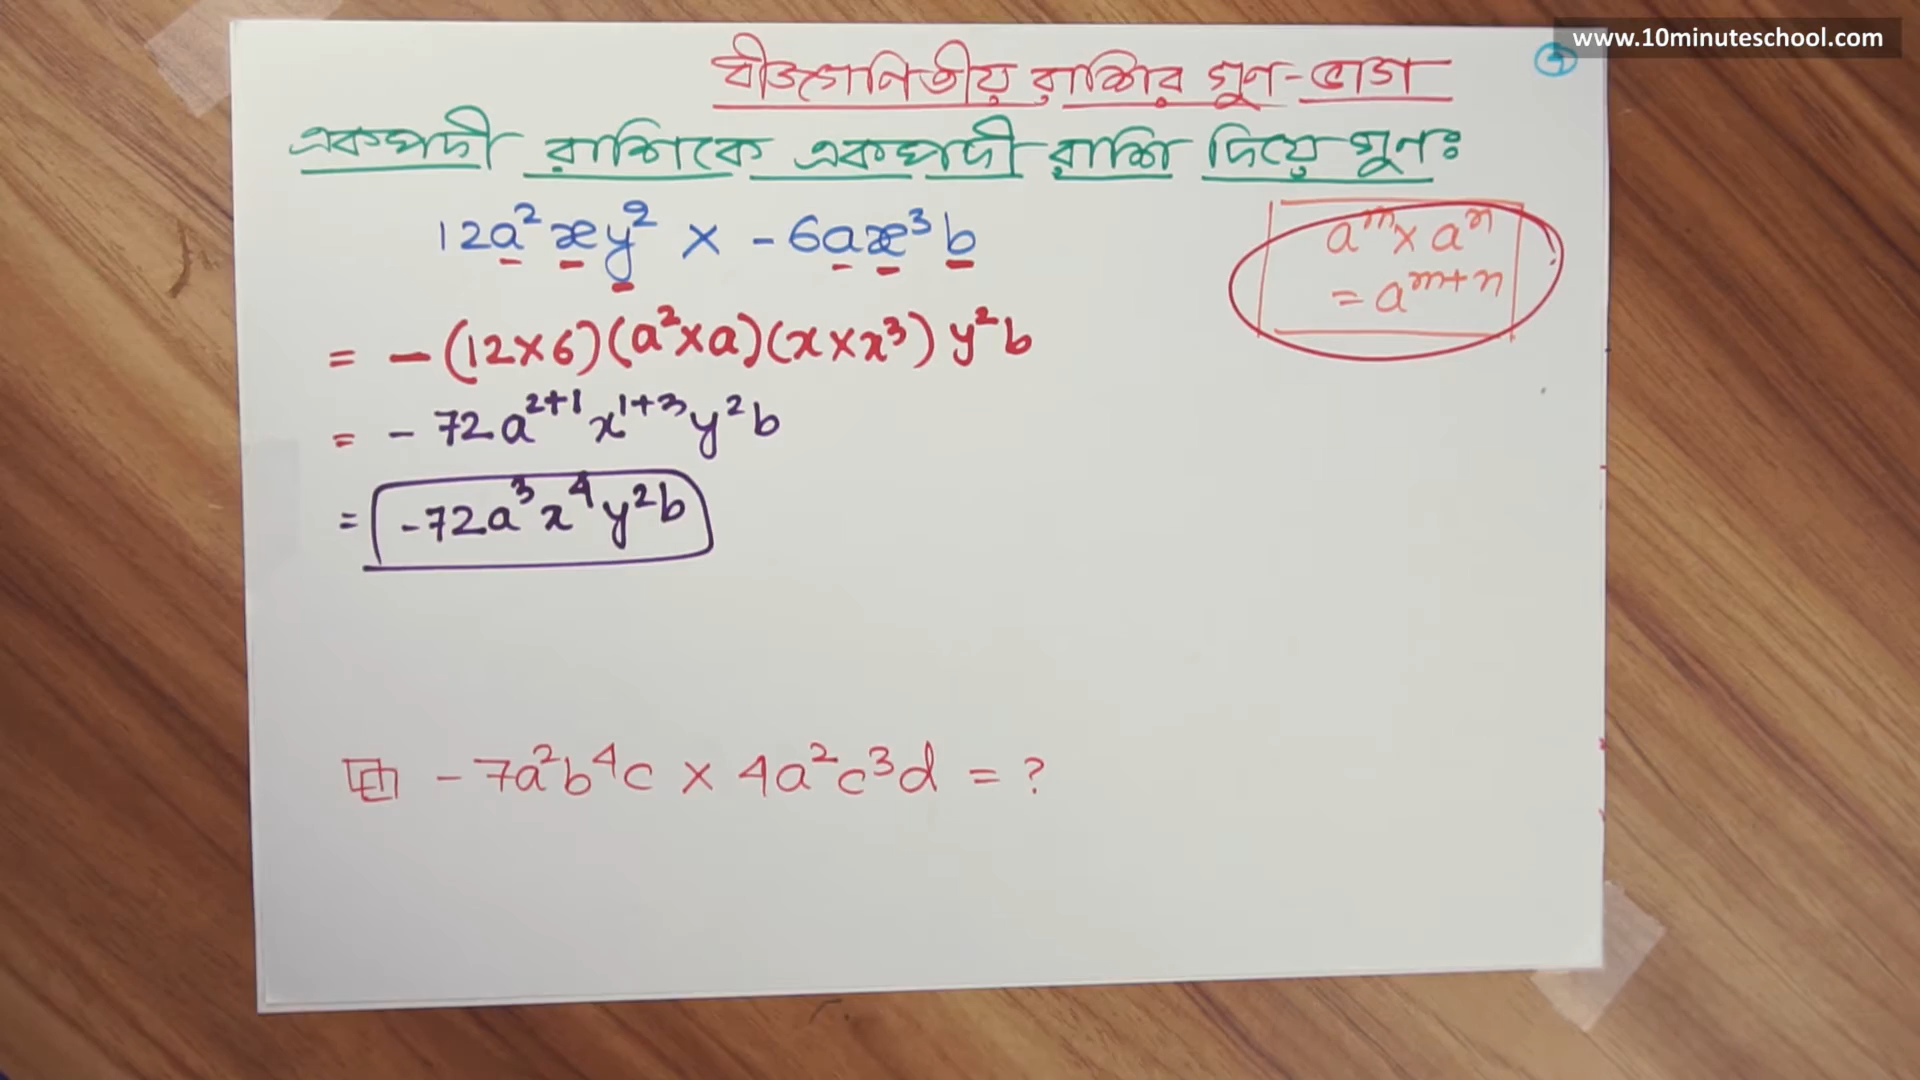 www.10minuteschool.com
বীজগণিতীয় রাশির গুন-ভাগ
একপদী রাশিকে একপদী রাশি দিয়ে গুনঃ
12a²xy² × -6ax³b
aᵐ × aⁿ
= aᵐ⁺ⁿ
= -(12×6)(a²×a)(x×x³) y²b
= -72a²⁺¹x¹⁺³y²b
= -72a³x⁴y²b
-7a²b⁴c × 4a²c³d = ?